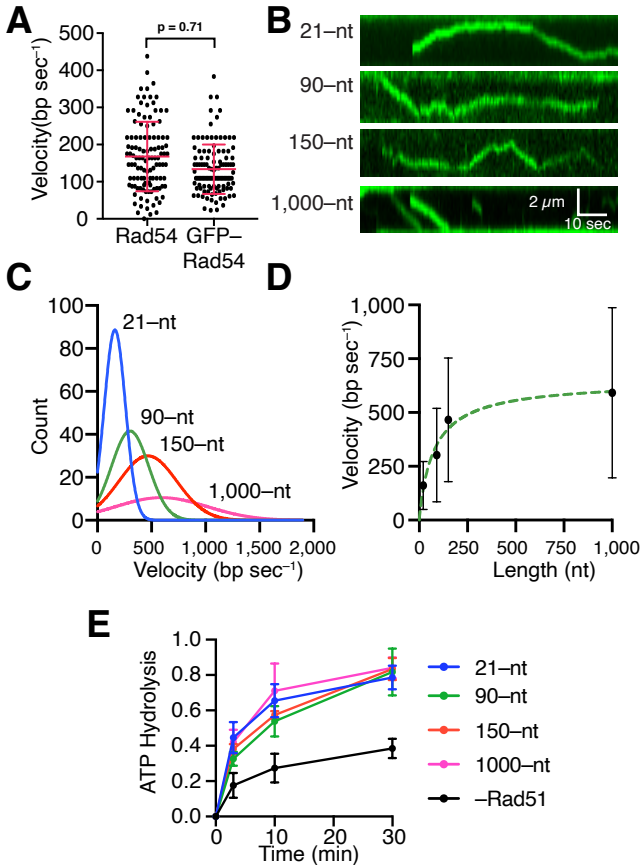 A
p = 0.71
Velocity(bp sec⁻¹)
500
400
300
200
100
0
Rad54
GFP–
Rad54
B
21–nt
90–nt
150–nt
1,000–nt
2 µm
10 sec
C
Count
100
80
60
40
20
0
21–nt
90–nt
150–nt
1,000–nt
0
500
1,000
1,500
2,000
Velocity (bp sec⁻¹)
D
Velocity (bp sec⁻¹)
1,000
750
500
250
0
0
250
500
750
1,000
Length (nt)
E
ATP Hydrolysis
1.0
0.8
0.6
0.4
0.2
0.0
0
10
20
30
Time (min)
21–nt
90–nt
150–nt
1000–nt
–Rad51